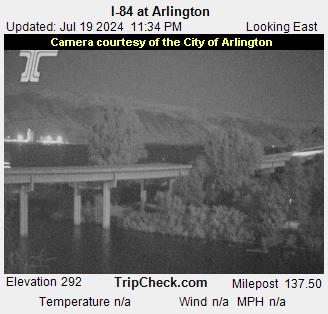 I-84 at Arlington
Updated: Jul 19 2024 11:34 PM Looking East
Camera courtesy of the City of Arlington
Elevation 292 TripCheck.com Milepost 137.50
Temperature n/a Wind n/a MPH n/a